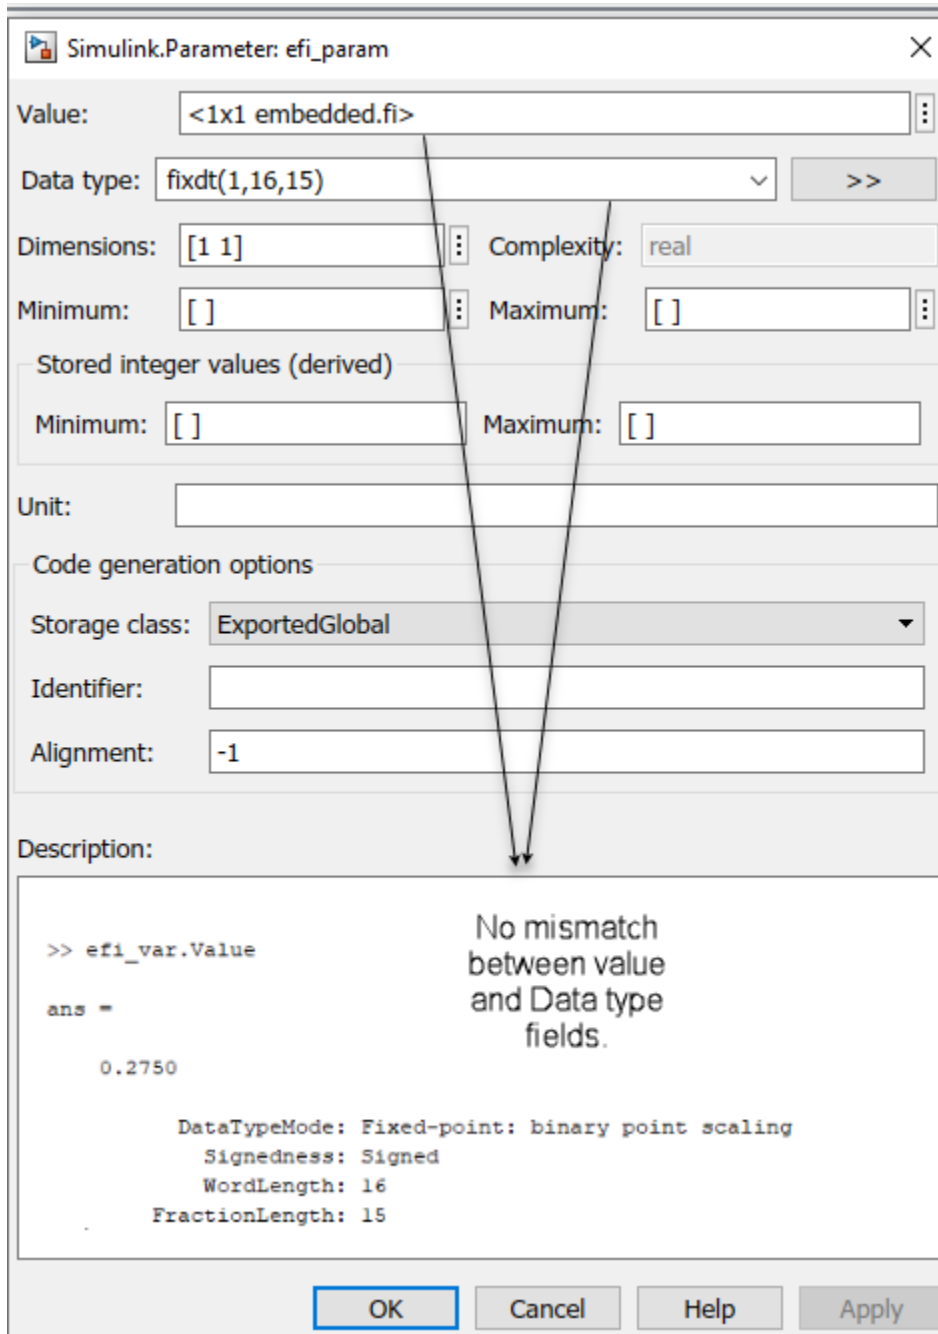 Simulink.Parameter: efi_param
Value: <1x1 embedded.fi>
Data type: fixdt(1,16,15) >>
Dimensions: [1 1] Complexity: real
Minimum: [ ] Maximum: [ ]
Stored integer values (derived)
Minimum: [ ] Maximum: [ ]
Unit:
Code generation options
Storage class: ExportedGlobal
Identifier:
Alignment: -1
Description:
No mismatch
between value
and Data type
fields.
>> efi_var.Value
ans =
0.2750
DataTypeMode: Fixed-point: binary point scaling
Signedness: Signed
WordLength: 16
FractionLength: 15
OK Cancel Help Apply